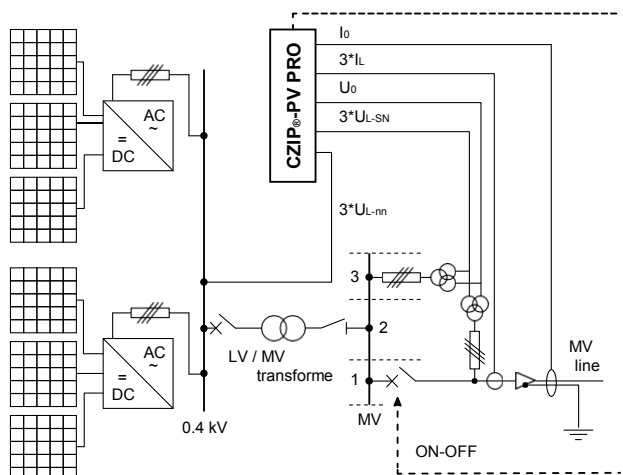 I0
3*IL
U0
3*UL-SN
3*UL-nn
CZIP®-PV PRO
AC
~
=
DC
3
2
LV / MV
transforme
1
MV
line
AC
~
=
DC
0.4 kV
MV
ON-OFF